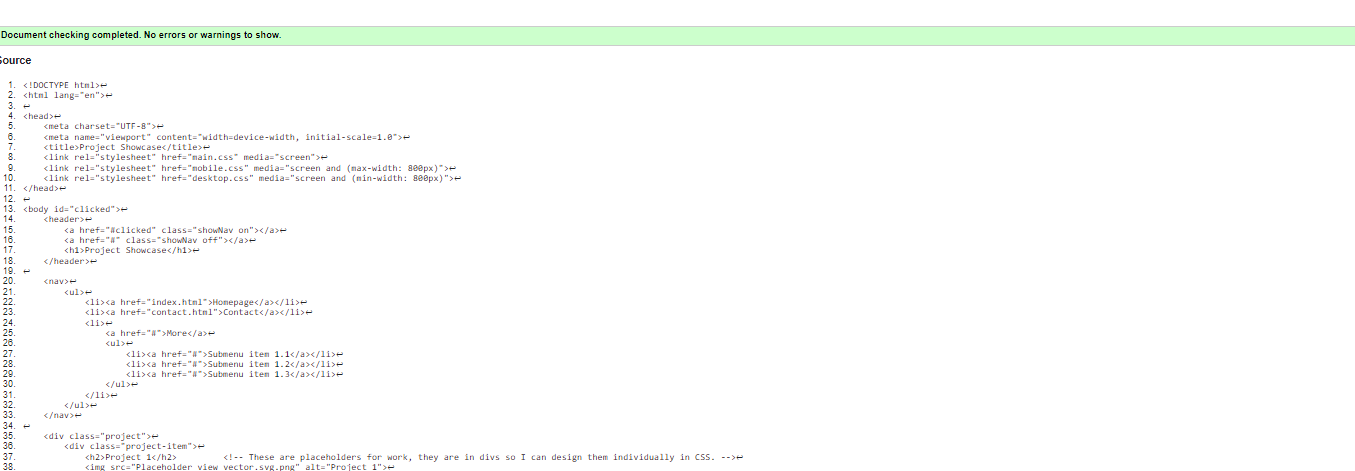 Document checking completed. No errors or warnings to show.
Source
1. <!DOCTYPE html>↩
2. <html lang="en">↩
3. ↩
4. <head>↩
5. <meta charset="UTF-8">↩
6. <meta name="viewport" content="width=device-width, initial-scale=1.0">↩
7. <title>Project Showcase</title>↩
8. <link rel="stylesheet" href="main.css" media="screen">↩
9. <link rel="stylesheet" href="mobile.css" media="screen and (max-width: 800px)">↩
10. <link rel="stylesheet" href="desktop.css" media="screen and (min-width: 800px)">↩
11. </head>↩
12. ↩
13. <body id="clicked">↩
14. <header>↩
15. <a href="#clicked" class="showNav on"></a>↩
16. <a href="#" class="showNav off"></a>↩
17. <h1>Project Showcase</h1>↩
18. </header>↩
19. ↩
20. <nav>↩
21. <ul>↩
22. <li><a href="index.html">Homepage</a></li>↩
23. <li><a href="contact.html">Contact</a></li>↩
24. <li>↩
25. <a href="#">More</a>↩
26. <ul>↩
27. <li><a href="#">Submenu item 1.1</a></li>↩
28. <li><a href="#">Submenu item 1.2</a></li>↩
29. <li><a href="#">Submenu item 1.3</a></li>↩
30. </ul>↩
31. </li>↩
32. </ul>↩
33. </nav>↩
34. ↩
35. <div class="project">↩
36. <div class="project-item">↩
37. <h2>Project 1</h2> <!-- These are placeholders for work, they are in divs so I can design them individually in CSS. -->↩
38. <img src="Placeholder view vector.svg.png" alt="Project 1">↩